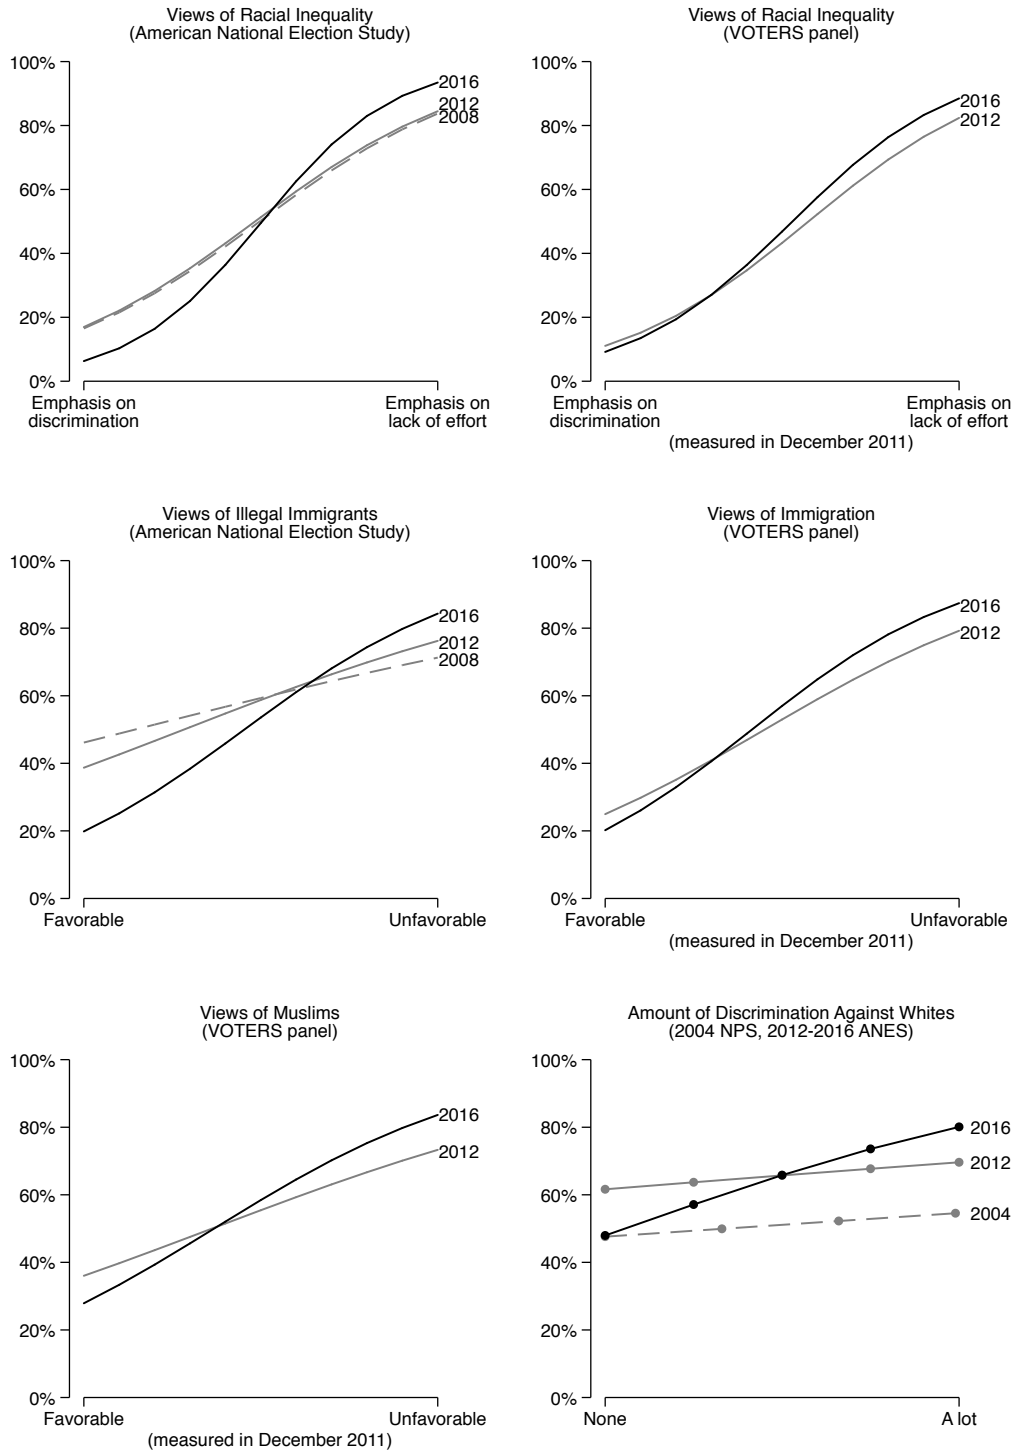 Views of Racial Inequality
(American National Election Study)
100%
80%
60%
40%
20%
0%
2016
2012
2008
Emphasis on
discrimination
Emphasis on
lack of effort
Views of Racial Inequality
(VOTERS panel)
100%
80%
60%
40%
20%
0%
2016
2012
Emphasis on
discrimination
Emphasis on
lack of effort
(measured in December 2011)
Views of Illegal Immigrants
(American National Election Study)
100%
80%
60%
40%
20%
0%
2016
2012
2008
Favorable
Unfavorable
Views of Immigration
(VOTERS panel)
100%
80%
60%
40%
20%
0%
2016
2012
Favorable
Unfavorable
(measured in December 2011)
Views of Muslims
(VOTERS panel)
100%
80%
60%
40%
20%
0%
2016
2012
Favorable
Unfavorable
(measured in December 2011)
Amount of Discrimination Against Whites
(2004 NPS, 2012-2016 ANES)
100%
80%
60%
40%
20%
0%
2016
2012
2004
None
A lot